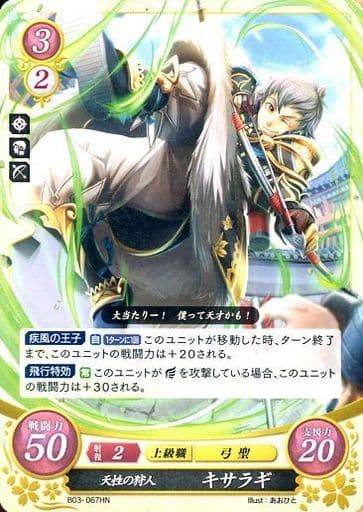 3
2
大当たりー! 僕って天才かも!
疾風の王子 自 1ターンに1回 このユニットが移動した時、ターン終了
まで、このユニットの戦闘力は+20される。
飛行特効 常 このユニットが を攻撃している場合、このユニット
の戦闘力は+30される。
戦闘力 50
射程 2 上級職 弓聖
支援力 20
天性の狩人 キサラギ
B03-067HN Illust:あおひと